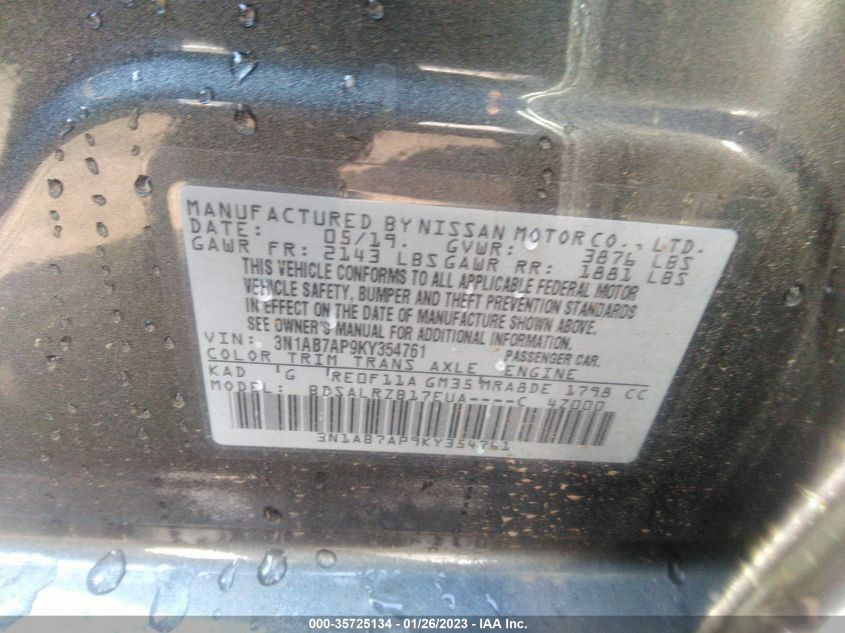 MANUFACTURED BY NISSAN MOTOR CO., LTD.
DATE: 05/19. GVWR: 3876 LBS
GAWR FR: 2143 LBS GAWR RR: 1881 LBS
THIS VEHICLE CONFORMS TO ALL APPLICABLE FEDERAL MOTOR
VEHICLE SAFETY, BUMPER AND THEFT PREVENTION STANDARDS
IN EFFECT ON THE DATE OF MANUFACTURE SHOWN ABOVE.
SEE OWNER'S MANUAL FOR ADDITIONAL INFORMATION.
VIN: 3N1AB7AP9KY354761 PASSENGER CAR.
COLOR TRIM TRANS AXLE ENGINE
KAD G RE0F11A GM35 MRA8DE 1798 CC
MODEL: BDSALRZB17EUA----C 47000
3N1AB7AP9KY354761
000-35725134 - 01/26/2023 - IAA Inc.